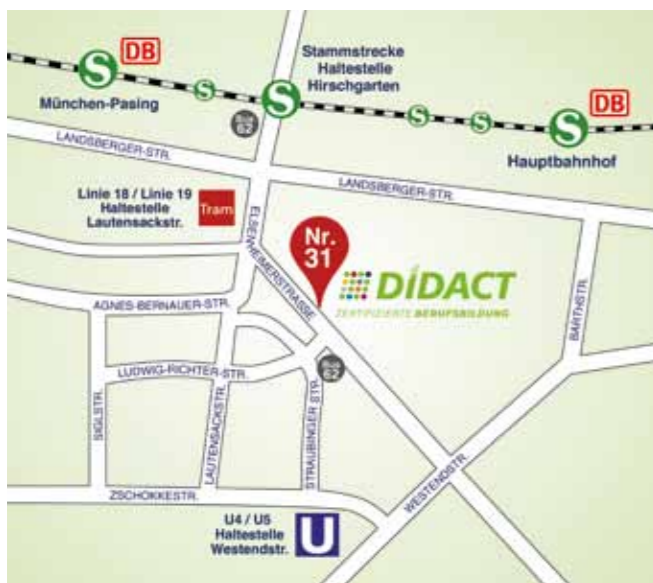 DB
S
München-Pasing
S
Stammstrecke
Haltestelle
Hirschgarten
S
S
S
DB
S
Hauptbahnhof
LANDSBERGER-STR.
62
LANDSBERGER-STR.
Linie 18 / Linie 19
Haltestelle
Lautensackstr.
Tram
ELSENHEIMERSTRASSE
Nr.
31
DIDACT
ZERTIFIZIERTE BERUFSBILDUNG
AGNES-BERNAUER-STR.
BARTHSTR.
LUDWIG-RICHTER-STR.
62
SIGLSTR.
LAUTENSACKSTR.
STRAUBINGER STR.
WESTENDSTR.
ZSCHOKKESTR.
U4 / U5
Haltestelle
Westendstr.
U